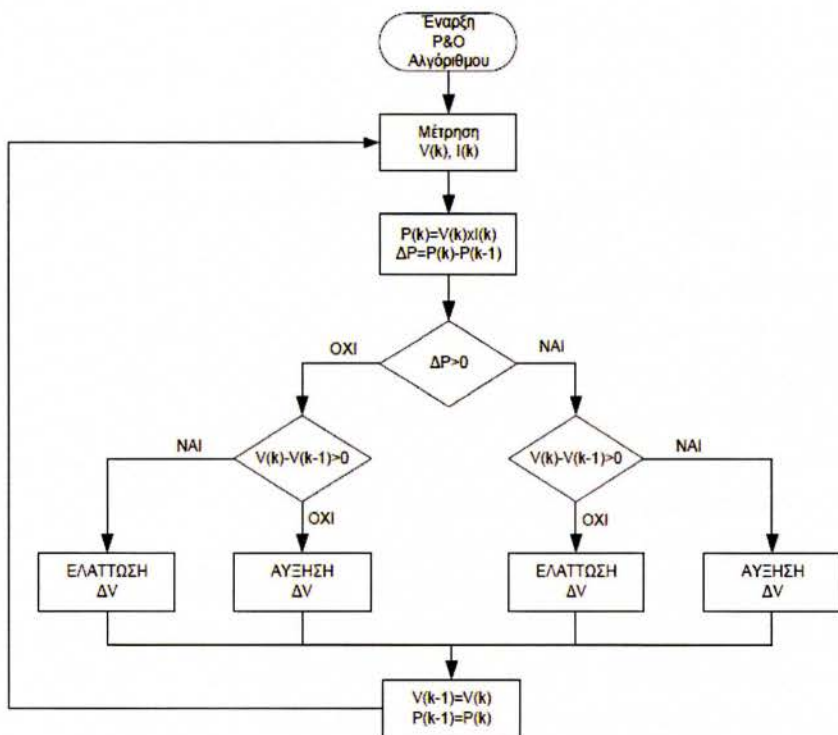 Έναρξη
P&O
Αλγόριθμου
Μέτρηση
V(k), I(k)
P(k)=V(k)xI(k)
ΔP=P(k)-P(k-1)
ΔP>0
ΟΧΙ
ΝΑΙ
V(k)-V(k-1)>0
ΝΑΙ
ΟΧΙ
V(k)-V(k-1)>0
ΝΑΙ
ΟΧΙ
ΕΛΑΤΤΩΣΗ
ΔV
ΑΥΞΗΣΗ
ΔV
ΕΛΑΤΤΩΣΗ
ΔV
ΑΥΞΗΣΗ
ΔV
V(k-1)=V(k)
P(k-1)=P(k)